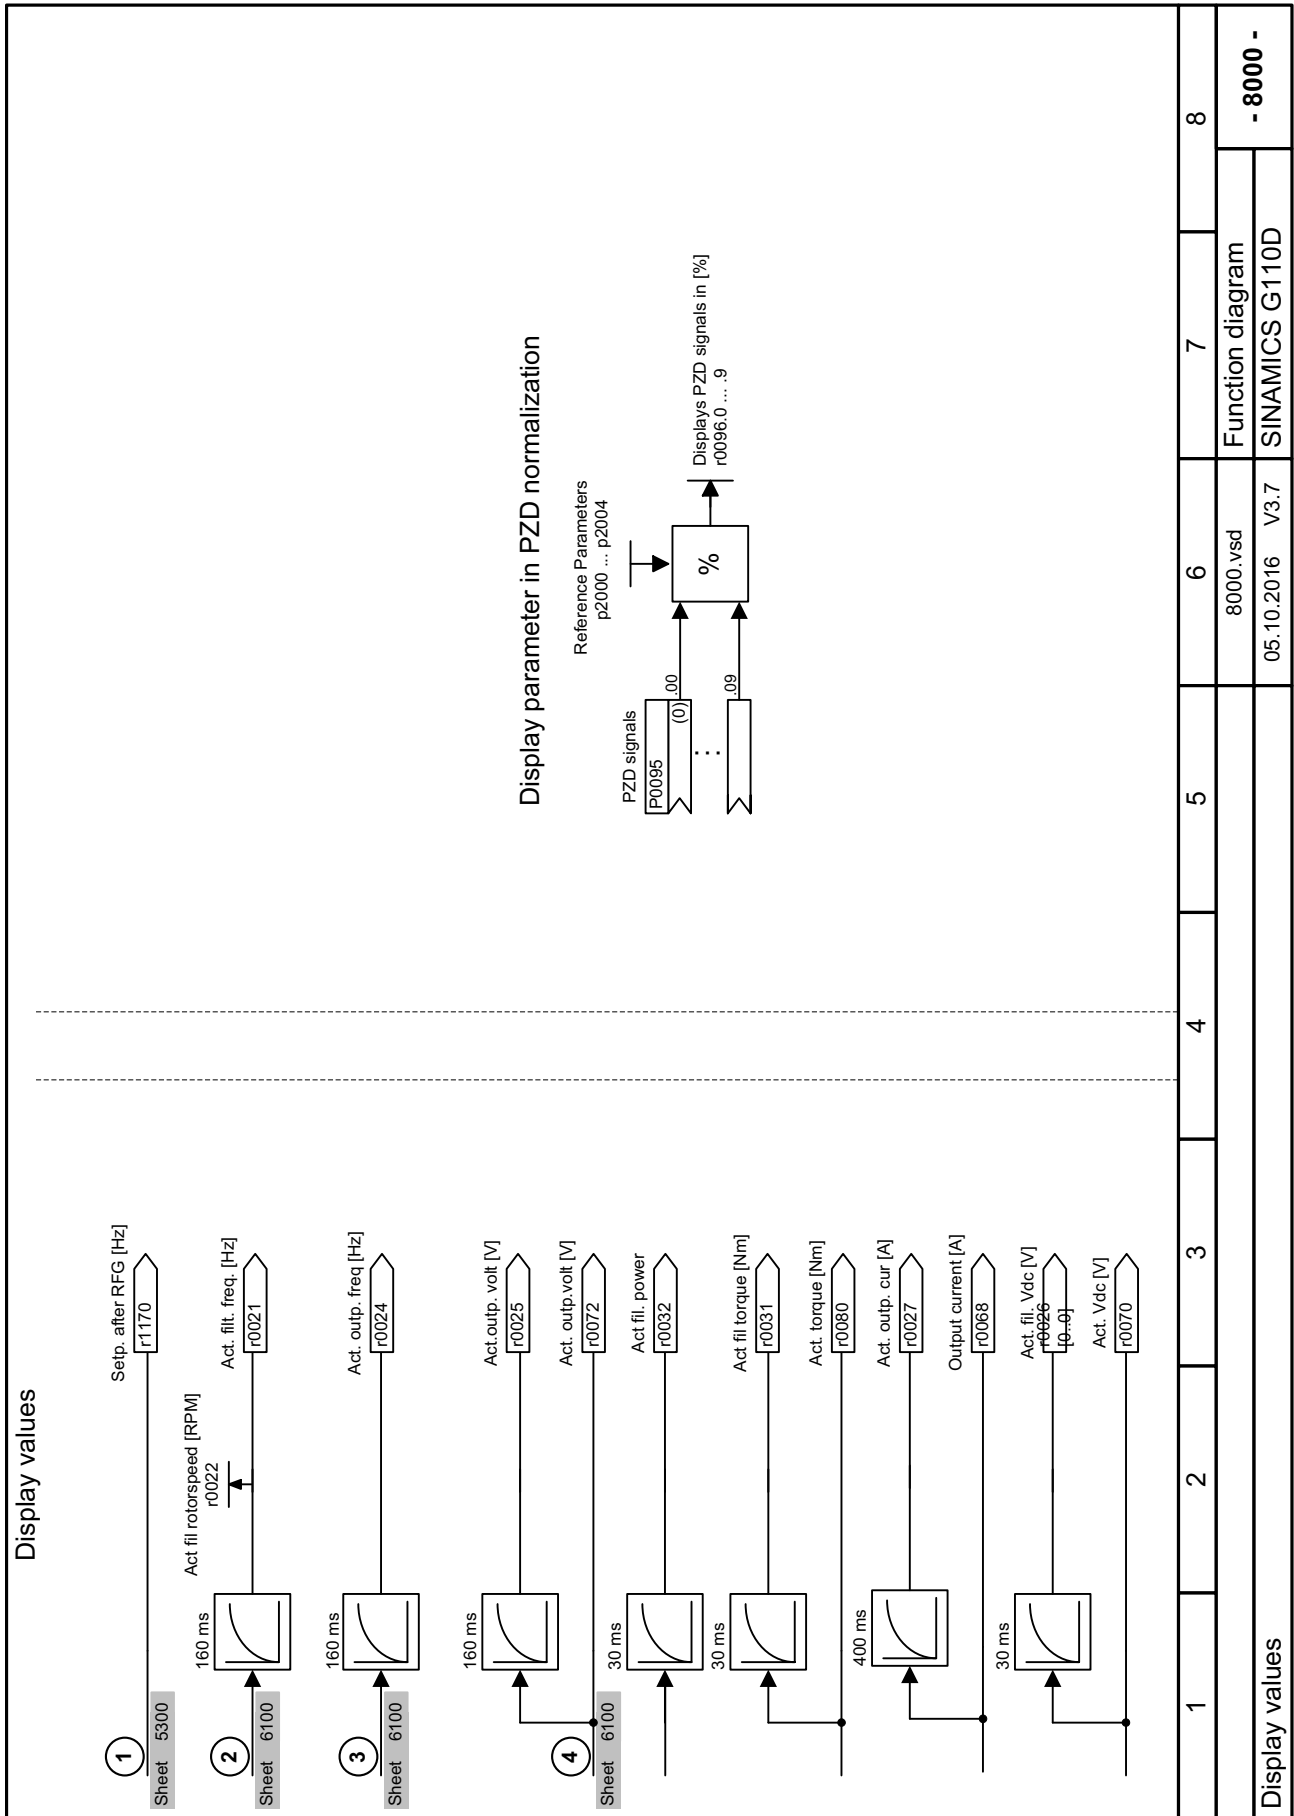 Display values
1
Sheet 5300
Setp. after RFG [Hz]
r1170
2
Sheet 6100
160 ms
Act fil rotorspeed [RPM]
r0022
Act. filt. freq. [Hz]
r0021
3
Sheet 6100
160 ms
Act. outp. freq [Hz]
r0024
160 ms
Act.outp. volt [V]
r0025
4
Sheet 6100
Act. outp.volt [V]
r0072
30 ms
Act fil. power
r0032
30 ms
Act fil torque [Nm]
r0031
Act. torque [Nm]
r0080
400 ms
Act. outp. cur [A]
r0027
Output current [A]
r0068
30 ms
Act. fil. Vdc [V]
r0026
[0..0]
Act. Vdc [V]
r0070
Display parameter in PZD normalization
Reference Parameters
p2000 ... p2004
PZD signals
P0095
(0)
.00
...
.09
%
Displays PZD signals in [%]
r0096.0 ... .9
1 2 3 4 5 6 7 8
8000.vsd Function diagram
- 8000 -
Display values 05.10.2016 V3.7 SINAMICS G110D